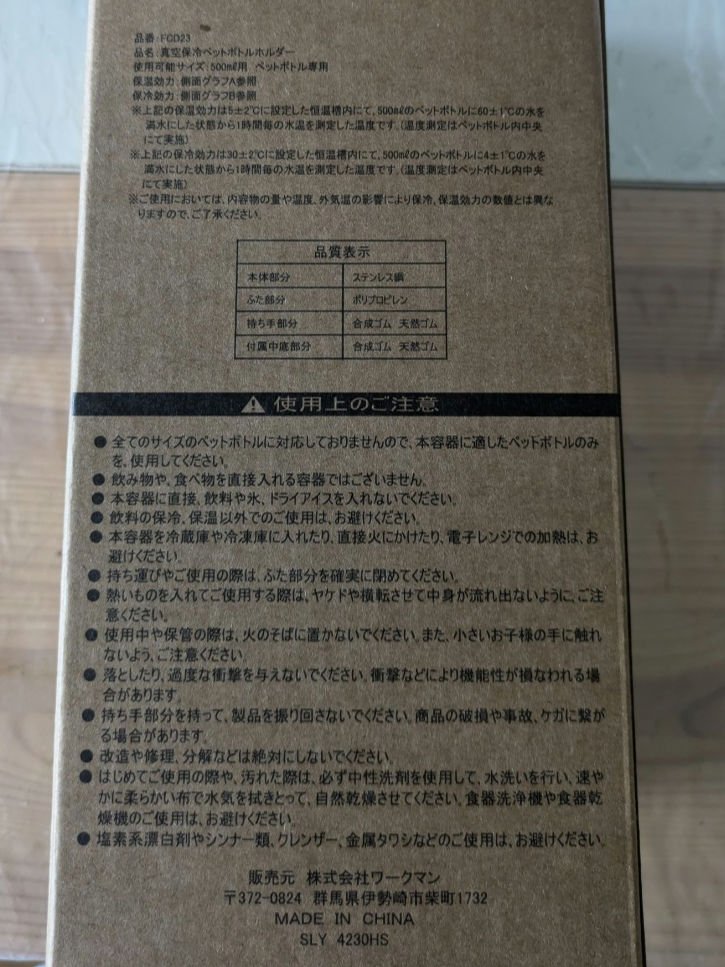 品番:FCD23
品名:真空保冷ペットボトルホルダー
使用可能サイズ:500mℓ用 ペットボトル専用
保温効力:側面グラフA参照
保冷効力:側面グラフB参照
※上記の保温効力は5±2℃に設定した恒温槽内にて、500mℓのペットボトルに60±1℃の水を
満水にした状態から1時間毎の水温を測定した温度です。(温度測定はペットボトル内中央
にて実施)
※上記の保冷効力は30±2℃に設定した恒温槽内にて、500mℓのペットボトルに4±1℃の水を
満水にした状態から1時間毎の水温を測定した温度です。(温度測定はペットボトル内中央
にて実施)
※ご使用においては、内容物の量や温度、外気温の影響により保冷、保温効力の数値とは異な
りますので、ご了承ください。
品質表示
本体部分 ステンレス鋼
ふた部分 ポリプロピレン
持ち手部分 合成ゴム 天然ゴム
付属中底部分 合成ゴム 天然ゴム
⚠使用上のご注意
●全てのサイズのペットボトルに対応しておりませんので、本容器に適したペットボトルのみ
を、使用してください。
●飲み物や、食べ物を直接入れる容器ではございません。
●本容器に直接、飲料や氷、ドライアイスを入れないでください。
●飲料の保冷、保温以外でのご使用は、お避けください。
●本容器を冷蔵庫や冷凍庫に入れたり、直接火にかけたり、電子レンジでの加熱は、お
避けください。
●持ち運びやご使用の際は、ふた部分を確実に閉めてください。
●熱いものを入れてご使用する際は、ヤケドや横転させて中身が流れ出ないように、ご注
意ください。
●使用中や保管の際は、火のそばに置かないでください。また、小さいお子様の手に触れ
ないよう、ご注意ください
●落としたり、過度な衝撃を与えないでください。衝撃などにより機能性が損なわれる場
合があります。
●持ち手部分を持って、製品を振り回さないでください。商品の破損や事故、ケガに繋が
る場合があります。
●改造や修理、分解などは絶対にしないでください。
●はじめてご使用の際や、汚れた際は、必ず中性洗剤を使用して、水洗いを行い、速や
かに柔らかい布で水気を拭きとって、自然乾燥させてください。食器洗浄機や食器乾
燥機のご使用は、お避けください。
●塩素系漂白剤やシンナー類、クレンザー、金属タワシなどのご使用は、お避けください。
販売元 株式会社ワークマン
〒372-0824 群馬県伊勢崎市柴町1732
MADE IN CHINA
SLY 4230HS